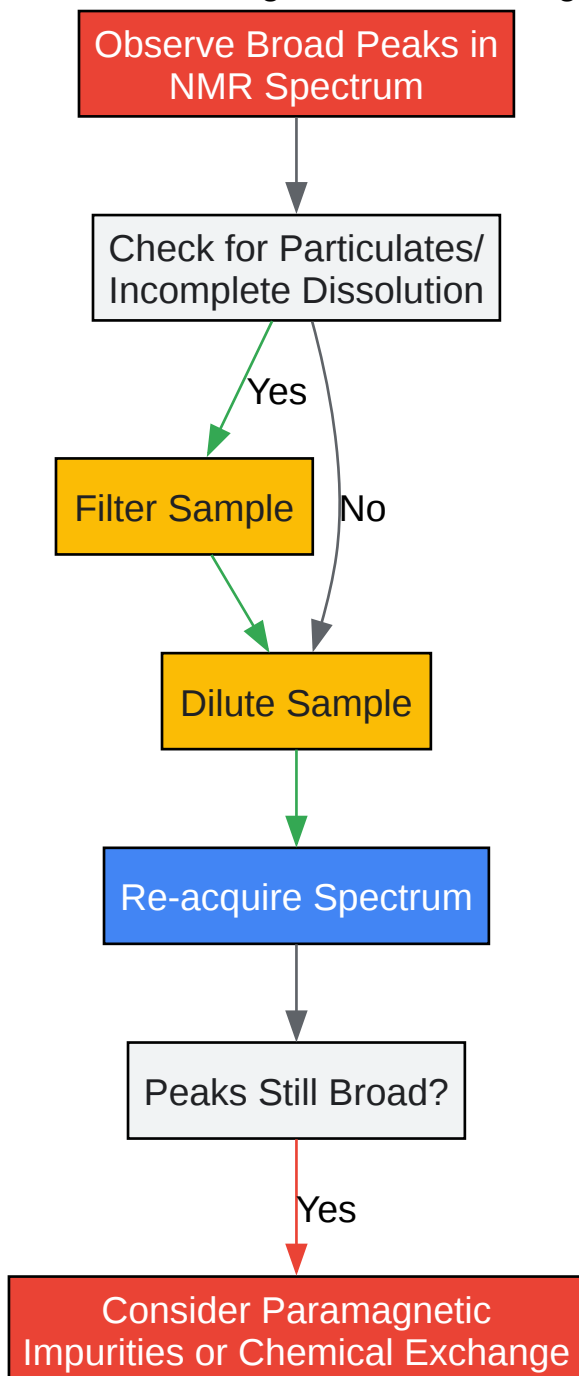 Observe Broad Peaks in
NMR Spectrum
Check for Particulates/
Incomplete Dissolution
Yes
Filter Sample
No
Dilute Sample
Re-acquire Spectrum
Peaks Still Broad?
Yes
Consider Paramagnetic
Impurities or Chemical Exchange